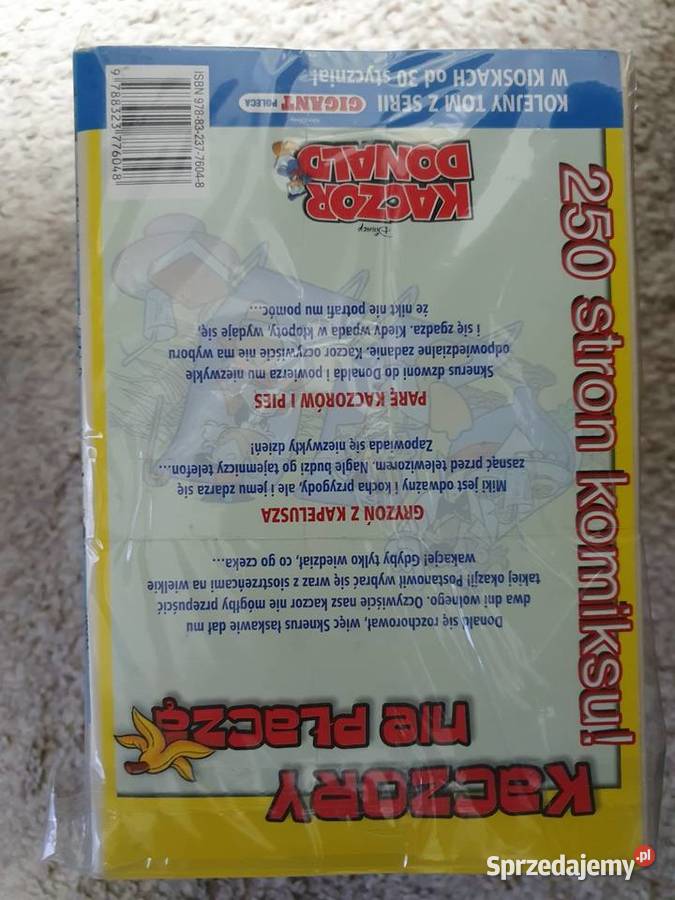 KACZORY
nie płaczą
Donald się rozchorował, więc Sknerus łaskawie dał mu
dwa dni wolnego. Oczywiście nasz kaczor nie mógłby przepuścić
takiej okazji! Postanowił wybrać się wraz z siostrzeńcami na wielkie
wakacje! Gdyby tylko wiedział, co go czeka...
GRYZOŃ Z KAPELUSZA
Miki jest odważny i kocha przygody, ale i jemu zdarza się
zasnąć przed telewizorem. Nagle budzi go tajemniczy telefon...
Zapowiada się niezwykły dzień!
PARĘ KACZORÓW I PIES
Sknerus dzwoni do Donalda i powierza mu niezwykle
odpowiedzialne zadanie. Kaczor oczywiście nie ma wyboru
i się zgadza. Kiedy wpada w kłopoty, wydaje się,
że nikt nie potrafi mu pomóc...
250 stron komiksu!
Disney
KACZOR
DONALD
KOLEJNY TOM Z SERII GIGANT POLECA
W KIOSKACH od 30 stycznia!
ISBN 978-83-237-7604-8
9 788323 776048
Sprzedajemy.pl